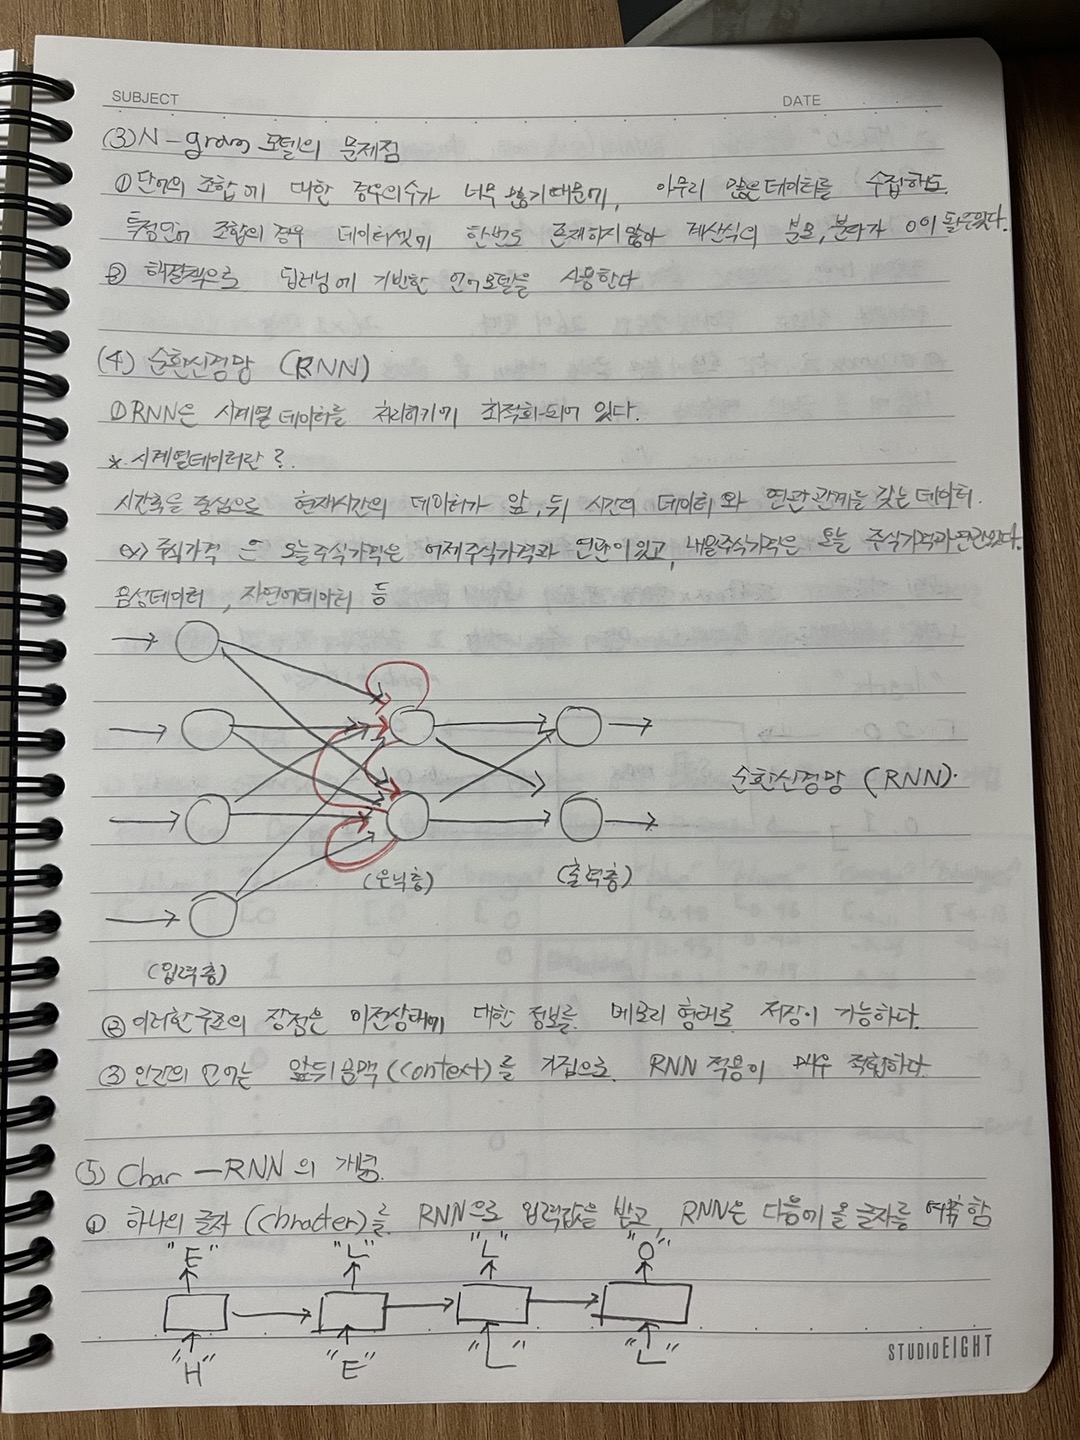 SUBJECT
DATE
(3) N-gram 모델의 문제점
① 단어의 조합에 대한 경우의수가 너무 많기 때문에, 아무리 많은 데이터를 수집해도
특정언어 조합의 경우 데이터셋에 한번도 존재하지 않아 계산식의 분모, 분자가 0이 될수있다.
② 해결책으로 딥러닝에 기반한 언어모델을 사용한다
(4) 순환신경망 (RNN)
① RNN은 시계열 데이터를 처리하기에 최적화되어 있다.
* 시계열데이터란?
시간축을 중심으로 현재시간의 데이터가 앞, 뒤 시간의 데이터와 연관 관계를 갖는 데이터.
ex) 주식가격 은 오늘주식가격은 어제주식가격과 연관이있고, 내일주식가격은 오늘 주식가격과 연관있다.
음성데이터, 자연어데이터 등
순환신경망 (RNN).
(은닉층)
(출력층)
(입력층)
② 이러한 구조의 장점은 이전상태에 대한 정보를 메모리 형태로 저장이 가능하다.
③ 인간의 언어는 앞뒤 문맥(context)를 가짐으로 RNN 적용이 매우 적합하다.
(5) Char-RNN의 개념.
① 하나의 글자 (chracter)를 RNN으로 입력값을 받고, RNN은 다음에 올 글자를 예측함
"E" "L" "L" "O"
"H" "E" "L" "L"
STUDIOEIGHT